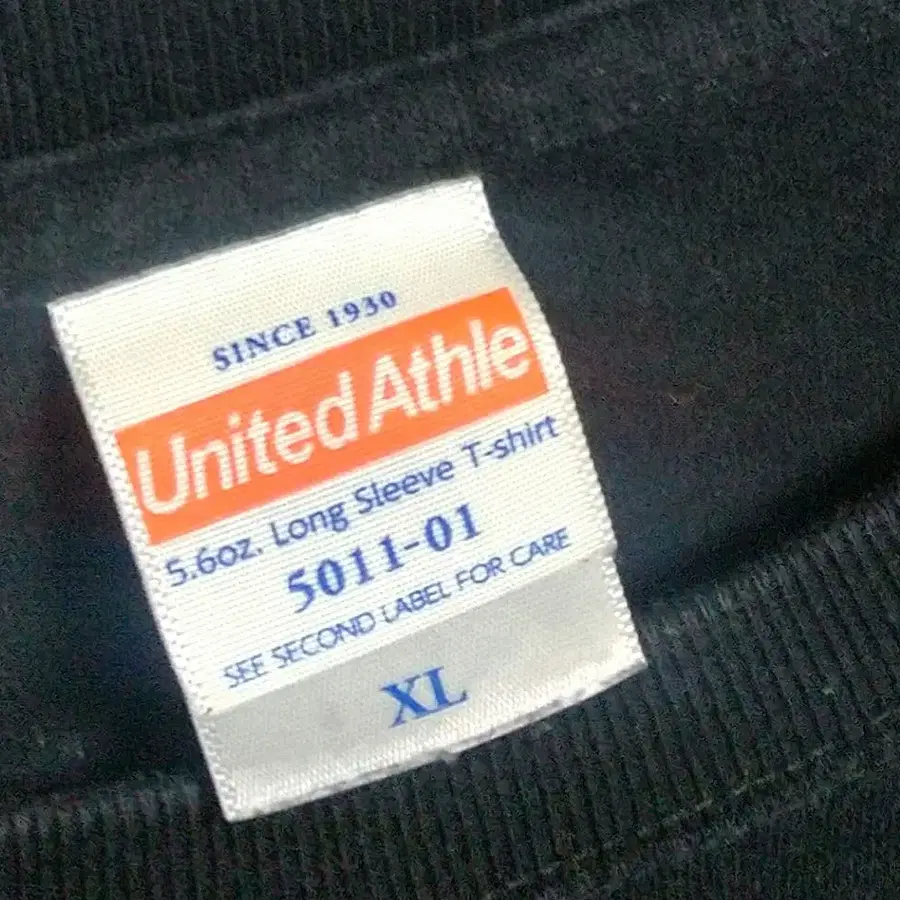 SINCE 1930
United Athle
5.6oz. Long Sleeve T-shirt
5011-01
SEE SECOND LABEL FOR CARE
XL